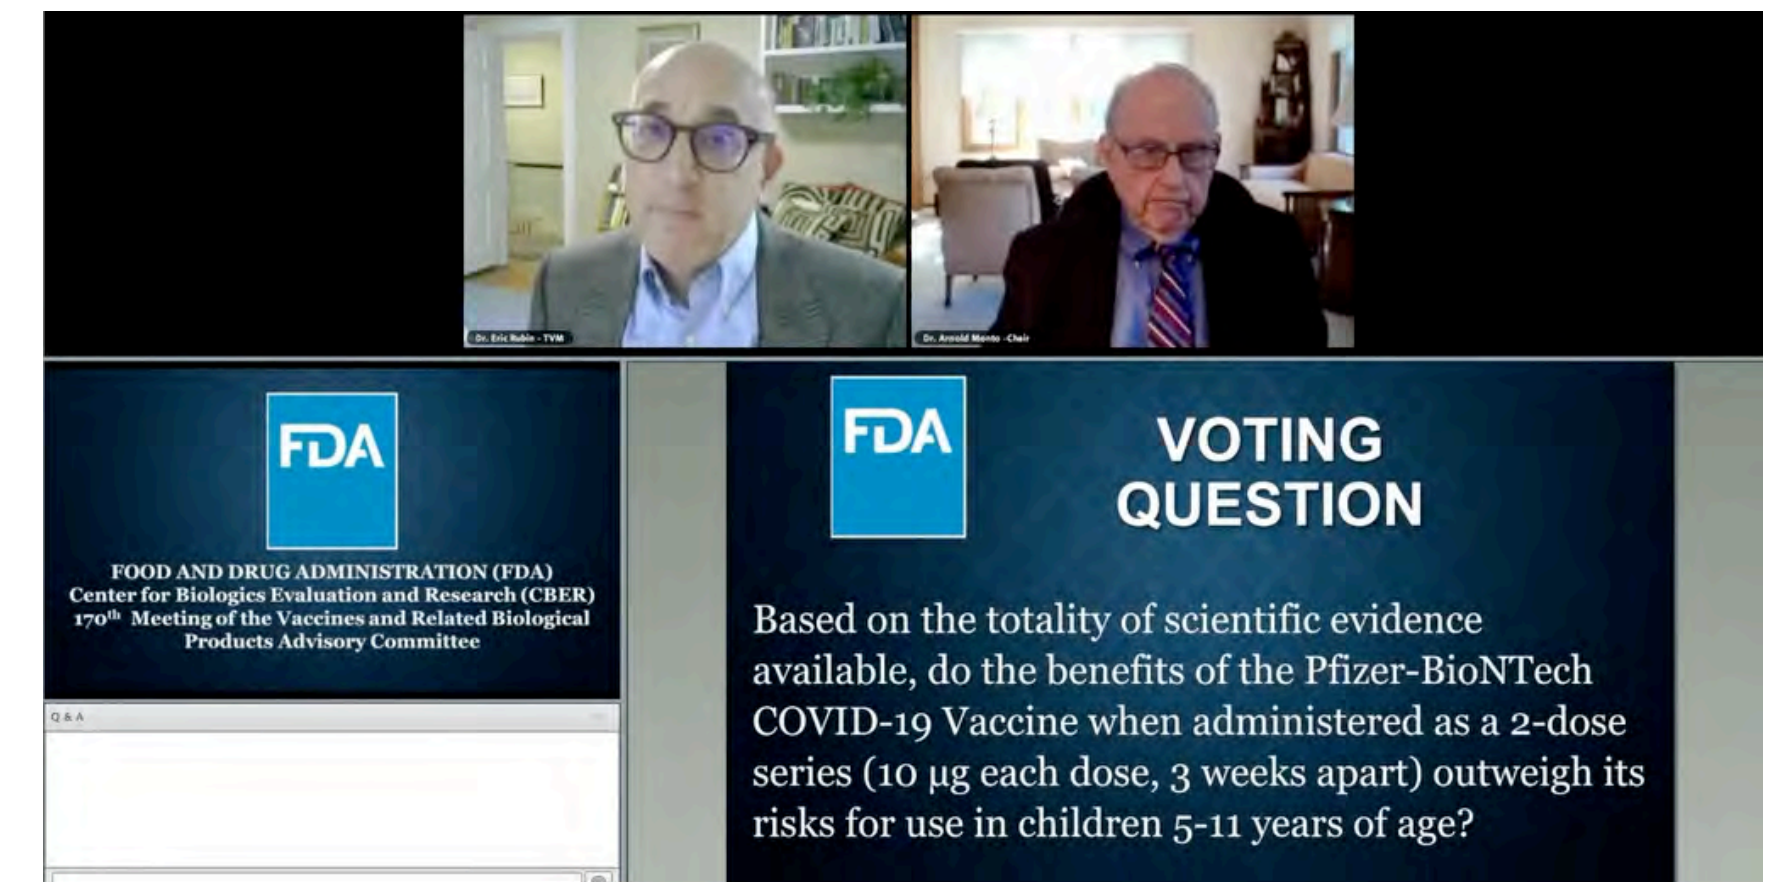 Dr. Eric Rubin - TVM
Dr. Arnold Monto -Chair
FDA
FOOD AND DRUG ADMINISTRATION (FDA)
Center for Biologics Evaluation and Research (CBER)
170th Meeting of the Vaccines and Related Biological
Products Advisory Committee
Q & A
FDA
VOTING
QUESTION
Based on the totality of scientific evidence
available, do the benefits of the Pfizer-BioNTech
COVID-19 Vaccine when administered as a 2-dose
series (10 µg each dose, 3 weeks apart) outweigh its
risks for use in children 5-11 years of age?